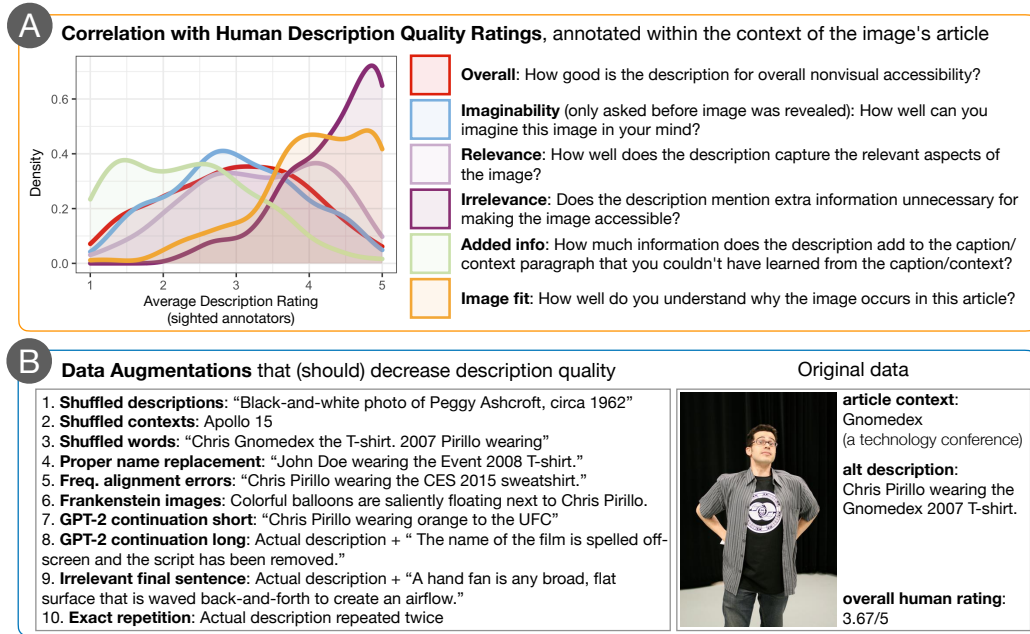 A
Correlation with Human Description Quality Ratings, annotated within the context of the image's article
0.6
0.4
0.2
0.0
Density
1 2 3 4 5
Average Description Rating
(sighted annotators)
Overall: How good is the description for overall nonvisual accessibility?
Imaginability (only asked before image was revealed): How well can you
imagine this image in your mind?
Relevance: How well does the description capture the relevant aspects of
the image?
Irrelevance: Does the description mention extra information unnecessary for
making the image accessible?
Added info: How much information does the description add to the caption/
context paragraph that you couldn't have learned from the caption/context?
Image fit: How well do you understand why the image occurs in this article?
B
Data Augmentations that (should) decrease description quality
1. Shuffled descriptions: “Black-and-white photo of Peggy Ashcroft, circa 1962”
2. Shuffled contexts: Apollo 15
3. Shuffled words: “Chris Gnomedex the T-shirt. 2007 Pirillo wearing”
4. Proper name replacement: “John Doe wearing the Event 2008 T-shirt.”
5. Freq. alignment errors: “Chris Pirillo wearing the CES 2015 sweatshirt.”
6. Frankenstein images: Colorful balloons are saliently floating next to Chris Pirillo.
7. GPT-2 continuation short: “Chris Pirillo wearing orange to the UFC”
8. GPT-2 continuation long: Actual description + “ The name of the film is spelled off-
screen and the script has been removed.”
9. Irrelevant final sentence: Actual description + “A hand fan is any broad, flat
surface that is waved back-and-forth to create an airflow.”
10. Exact repetition: Actual description repeated twice
Original data
article context:
Gnomedex
(a technology conference)
alt description:
Chris Pirillo wearing the
Gnomedex 2007 T-shirt.
overall human rating:
3.67/5